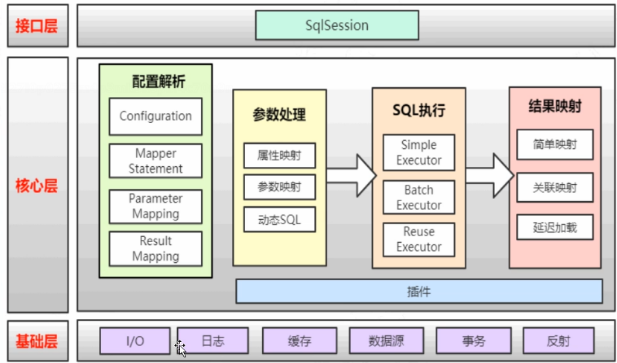 接口层
SqlSession
核心层
配置解析
Configuration
Mapper
Statement
Parameter
Mapping
Result
Mapping
参数处理
属性映射
参数映射
动态SQL
SQL执行
Simple
Executor
Batch
Executor
Reuse
Executor
结果映射
简单映射
关联映射
延迟加载
插件
基础层
I/O
日志
缓存
数据源
事务
反射